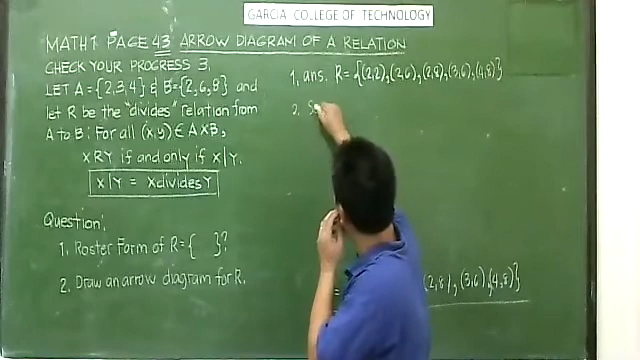 GARCIA COLLEGE OF TECHNOLOGY
MATH 1 PAGE 43 ARROW DIAGRAM OF A RELATION
CHECK YOUR PROGRESS 3.
LET A = {2,3,4} & B = {2,6,8} and
let R be the "divides" relation from
A to B: For all (x,y) ∈ A X B,
x RY if and only if x | Y.
x | Y = x divides Y
Question:
1. Roster Form of R = { }?
2. Draw an arrow diagram for R.
1. ans. R = {(2,2),(2,6),(2,8),(3,6),(4,8)}
2.
= (2,8),(3,6),(4,8)}